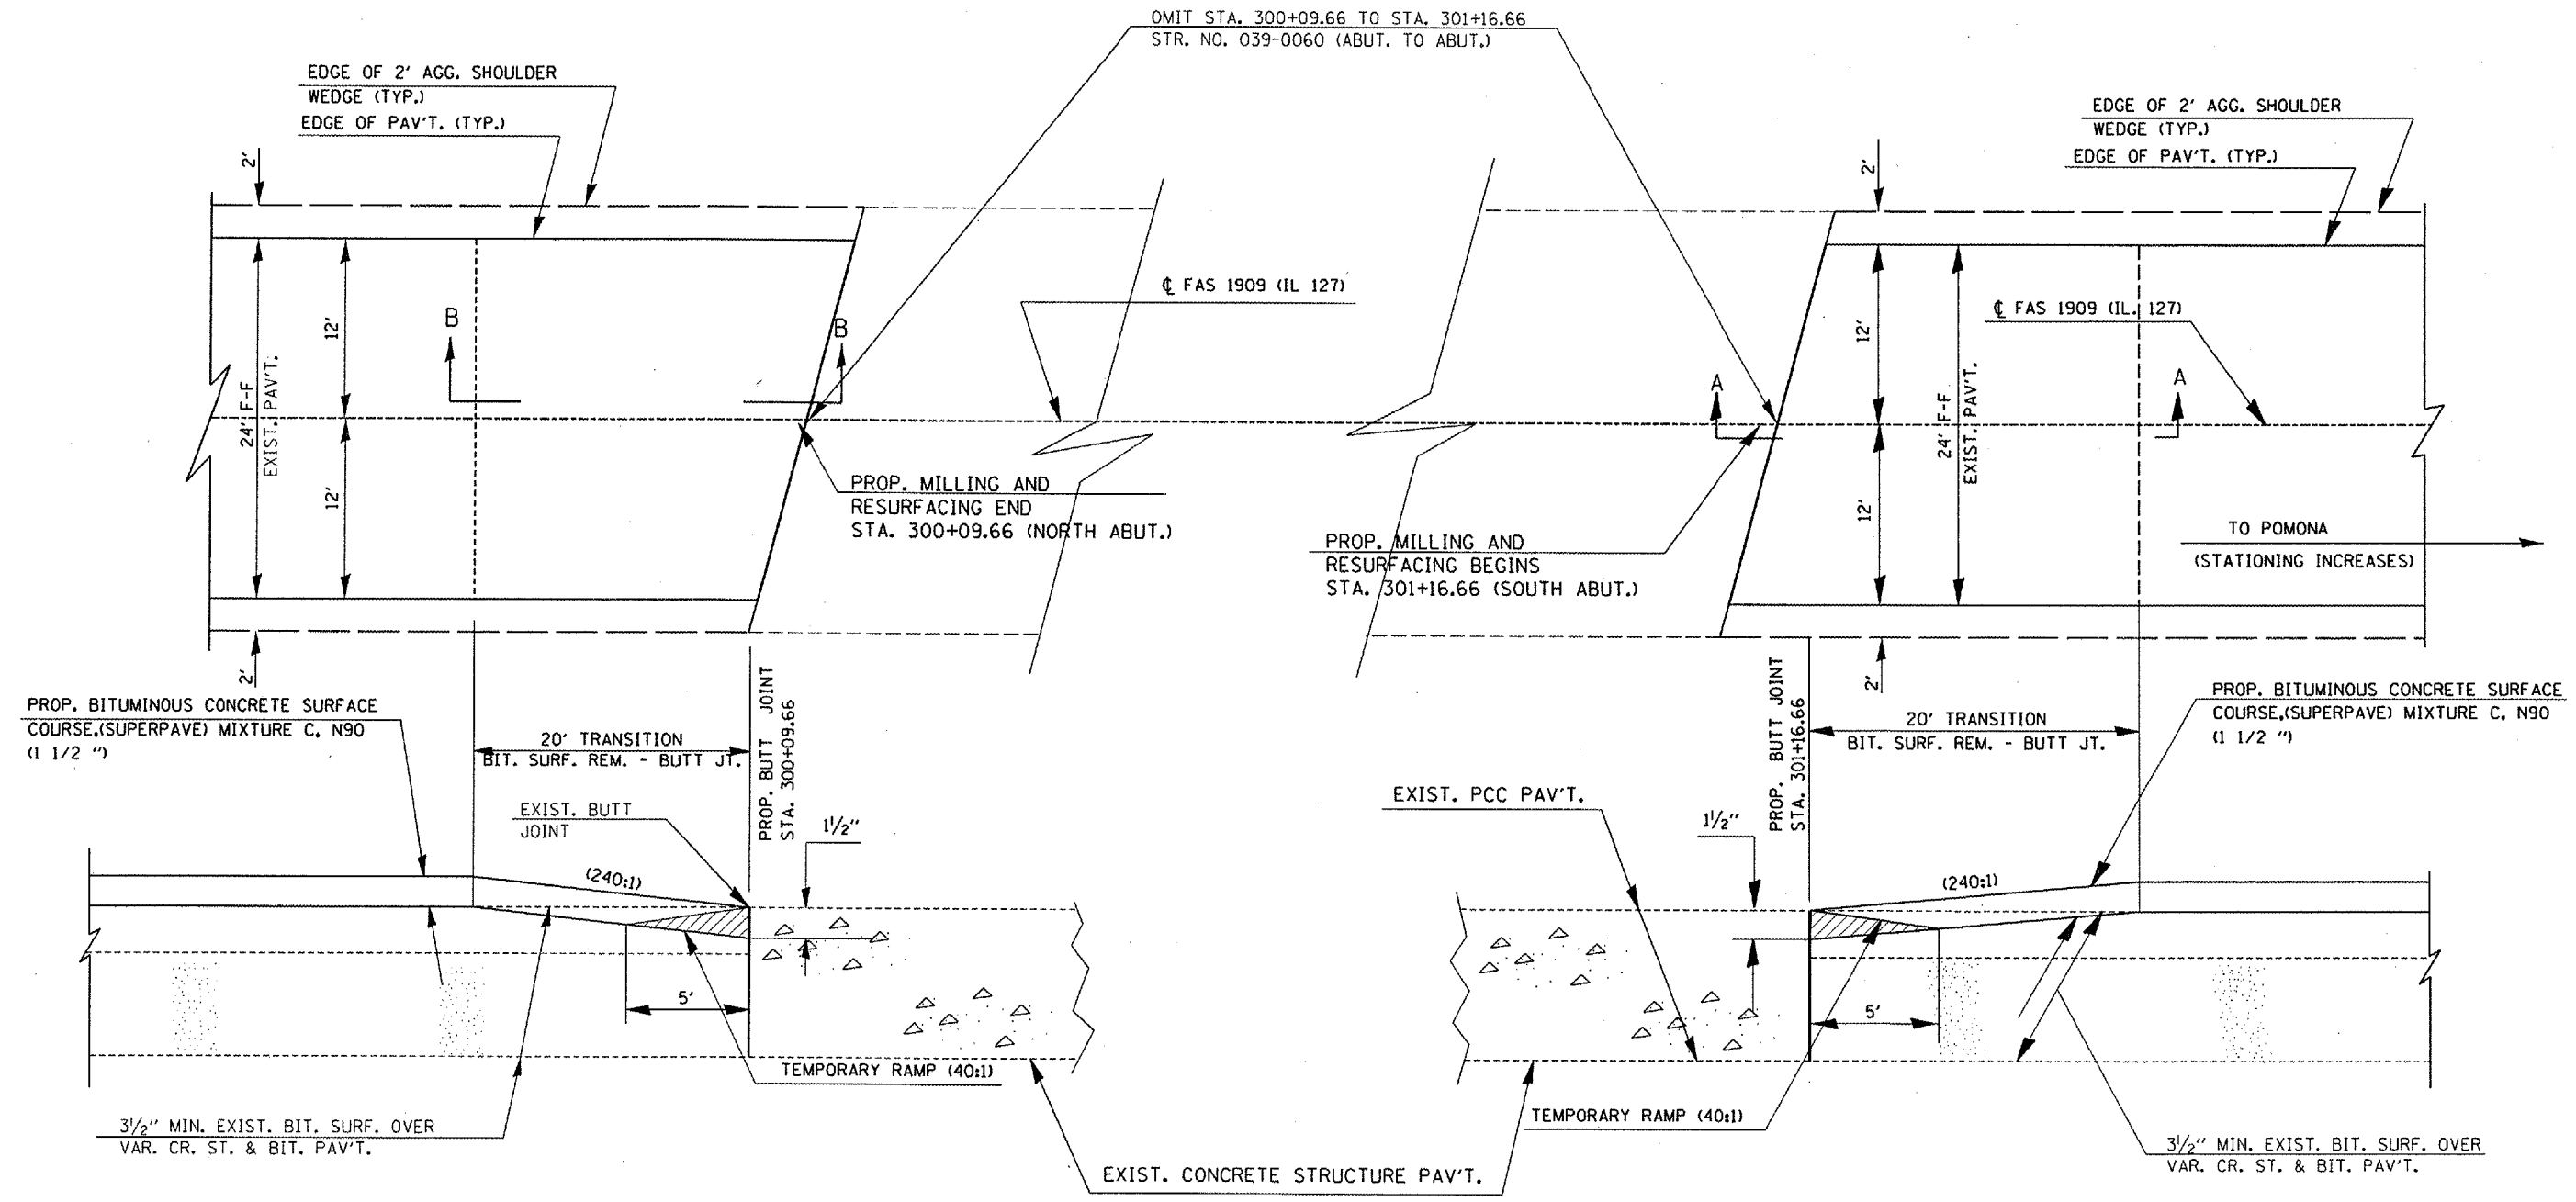 OMIT STA. 300+09.66 TO STA. 301+16.66
STR. NO. 039-0060 (ABUT. TO ABUT.)
EDGE OF 2' AGG. SHOULDER
WEDGE (TYP.)
EDGE OF PAV'T. (TYP.)
EDGE OF 2' AGG. SHOULDER
WEDGE (TYP.)
EDGE OF PAV'T. (TYP.)
2'
2'
℄ FAS 1909 (IL 127)
℄ FAS 1909 (IL. 127)
B
B
12'
24' F-F
EXIST. PAV'T.
12'
A
A
12'
24' F-F
EXIST. PAV'T.
12'
PROP. MILLING AND
RESURFACING END
STA. 300+09.66 (NORTH ABUT.)
PROP. MILLING AND
RESURFACING BEGINS
STA. 301+16.66 (SOUTH ABUT.)
TO POMONA
(STATIONING INCREASES)
2'
2'
PROP. BITUMINOUS CONCRETE SURFACE
COURSE,(SUPERPAVE) MIXTURE C, N90
(1 1/2 ")
20' TRANSITION
BIT. SURF. REM. - BUTT JT.
PROP. BUTT JOINT
STA. 300+09.66
EXIST. BUTT
JOINT
1½"
(240:1)
5'
TEMPORARY RAMP (40:1)
3½" MIN. EXIST. BIT. SURF. OVER
VAR. CR. ST. & BIT. PAV'T.
EXIST. PCC PAV'T.
PROP. BUTT JOINT
STA. 301+16.66
1½"
20' TRANSITION
BIT. SURF. REM. - BUTT JT.
PROP. BITUMINOUS CONCRETE SURFACE
COURSE,(SUPERPAVE) MIXTURE C, N90
(1 1/2 ")
(240:1)
5'
TEMPORARY RAMP (40:1)
3½" MIN. EXIST. BIT. SURF. OVER
VAR. CR. ST. & BIT. PAV'T.
EXIST. CONCRETE STRUCTURE PAV'T.